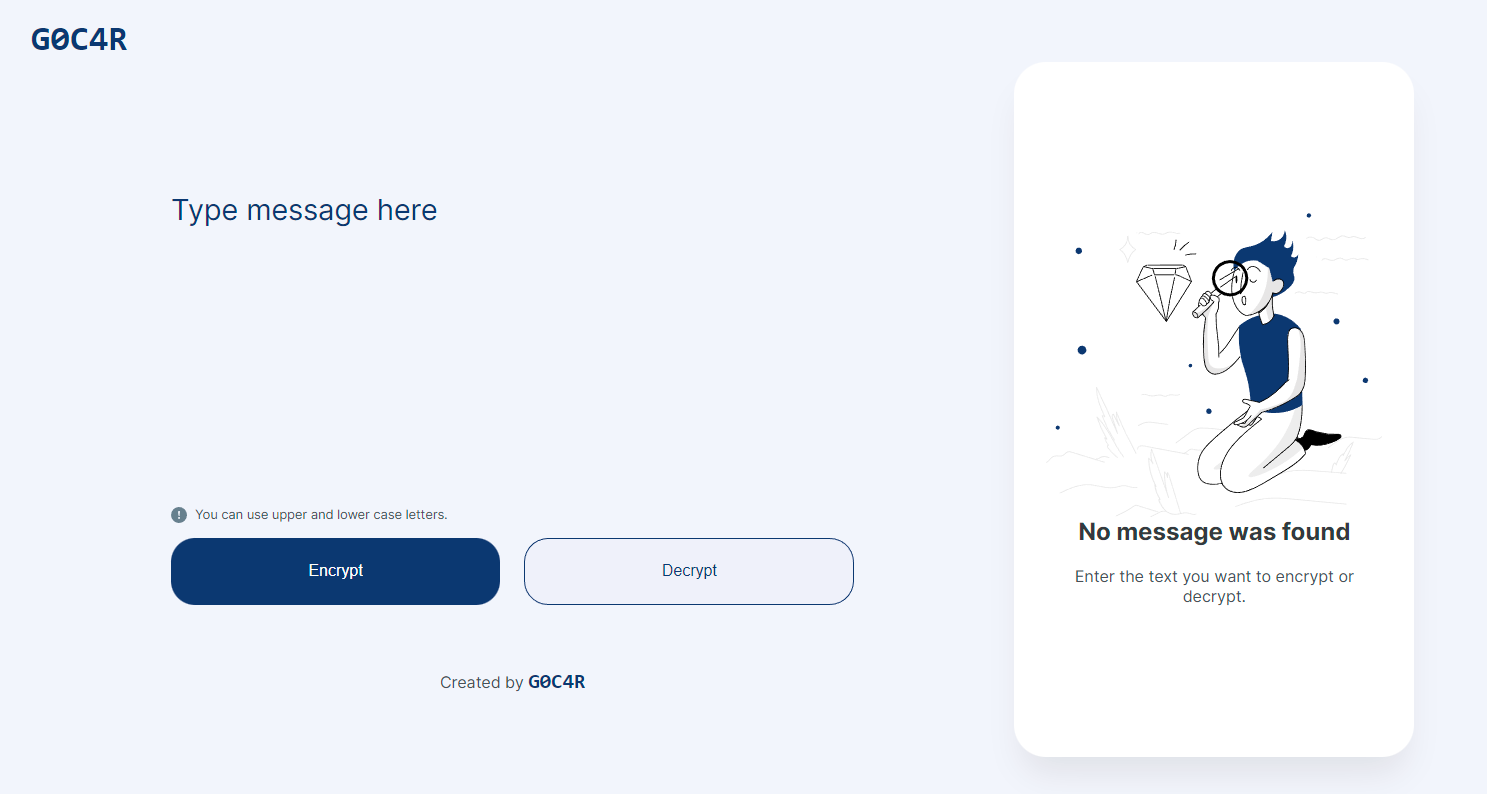 G0C4R
Type message here
You can use upper and lower case letters.
Encrypt
Decrypt
Created by G0C4R
No message was found
Enter the text you want to encrypt or
decrypt.